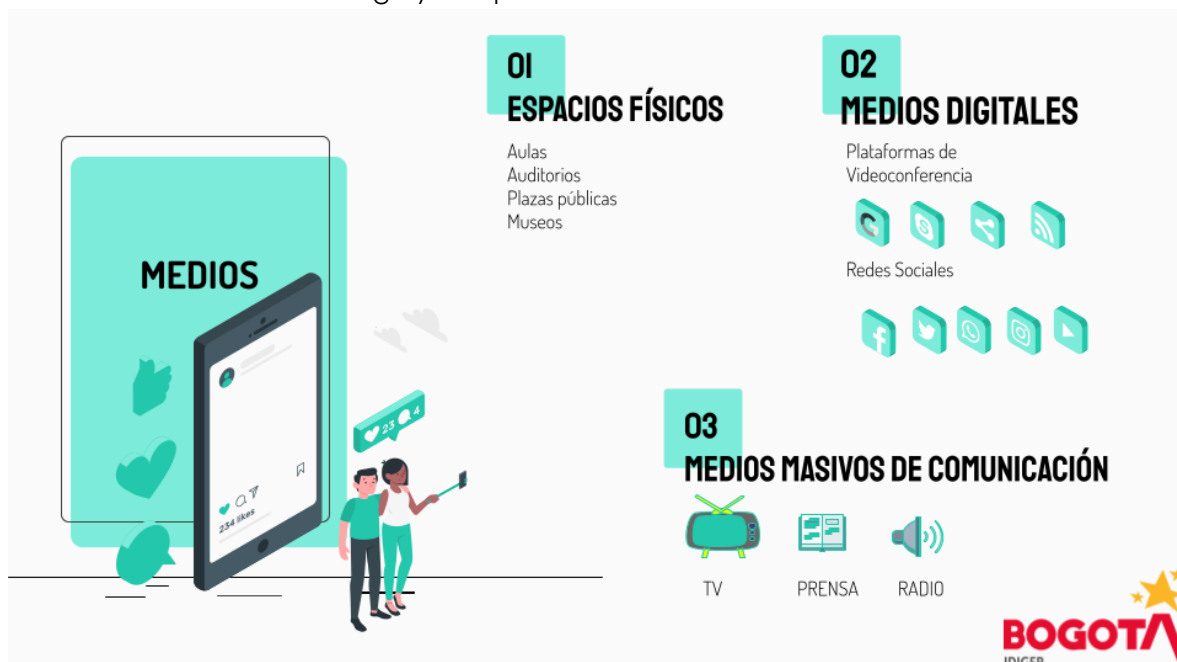 MEDIOS
234 likes
23 4
01
ESPACIOS FÍSICOS
Aulas
Auditorios
Plazas públicas
Museos
02
MEDIOS DIGITALES
Plataformas de
Videoconferencia
Redes Sociales
03
MEDIOS MASIVOS DE COMUNICACIÓN
TV PRENSA RADIO
BOGOTA